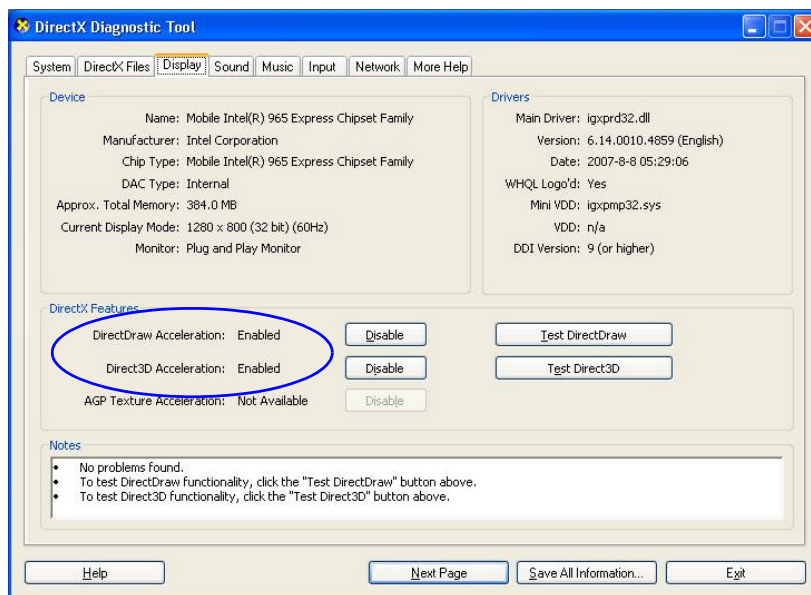 DirectX Diagnostic Tool
System DirectX Files Display Sound Music Input Network More Help
Device
Name: Mobile Intel(R) 965 Express Chipset Family
Manufacturer: Intel Corporation
Chip Type: Mobile Intel(R) 965 Express Chipset Family
DAC Type: Internal
Approx. Total Memory: 384.0 MB
Current Display Mode: 1280 x 800 (32 bit) (60Hz)
Monitor: Plug and Play Monitor
Drivers
Main Driver: igxprd32.dll
Version: 6.14.0010.4859 (English)
Date: 2007-8-8 05:29:06
WHQL Logo'd: Yes
Mini VDD: igxpmp32.sys
VDD: n/a
DDI Version: 9 (or higher)
DirectX Features
DirectDraw Acceleration: Enabled Disable Test DirectDraw
Direct3D Acceleration: Enabled Disable Test Direct3D
AGP Texture Acceleration: Not Available Disable
Notes
• No problems found.
• To test DirectDraw functionality, click the "Test DirectDraw" button above.
• To test Direct3D functionality, click the "Test Direct3D" button above.
Help Next Page Save All Information... Exit